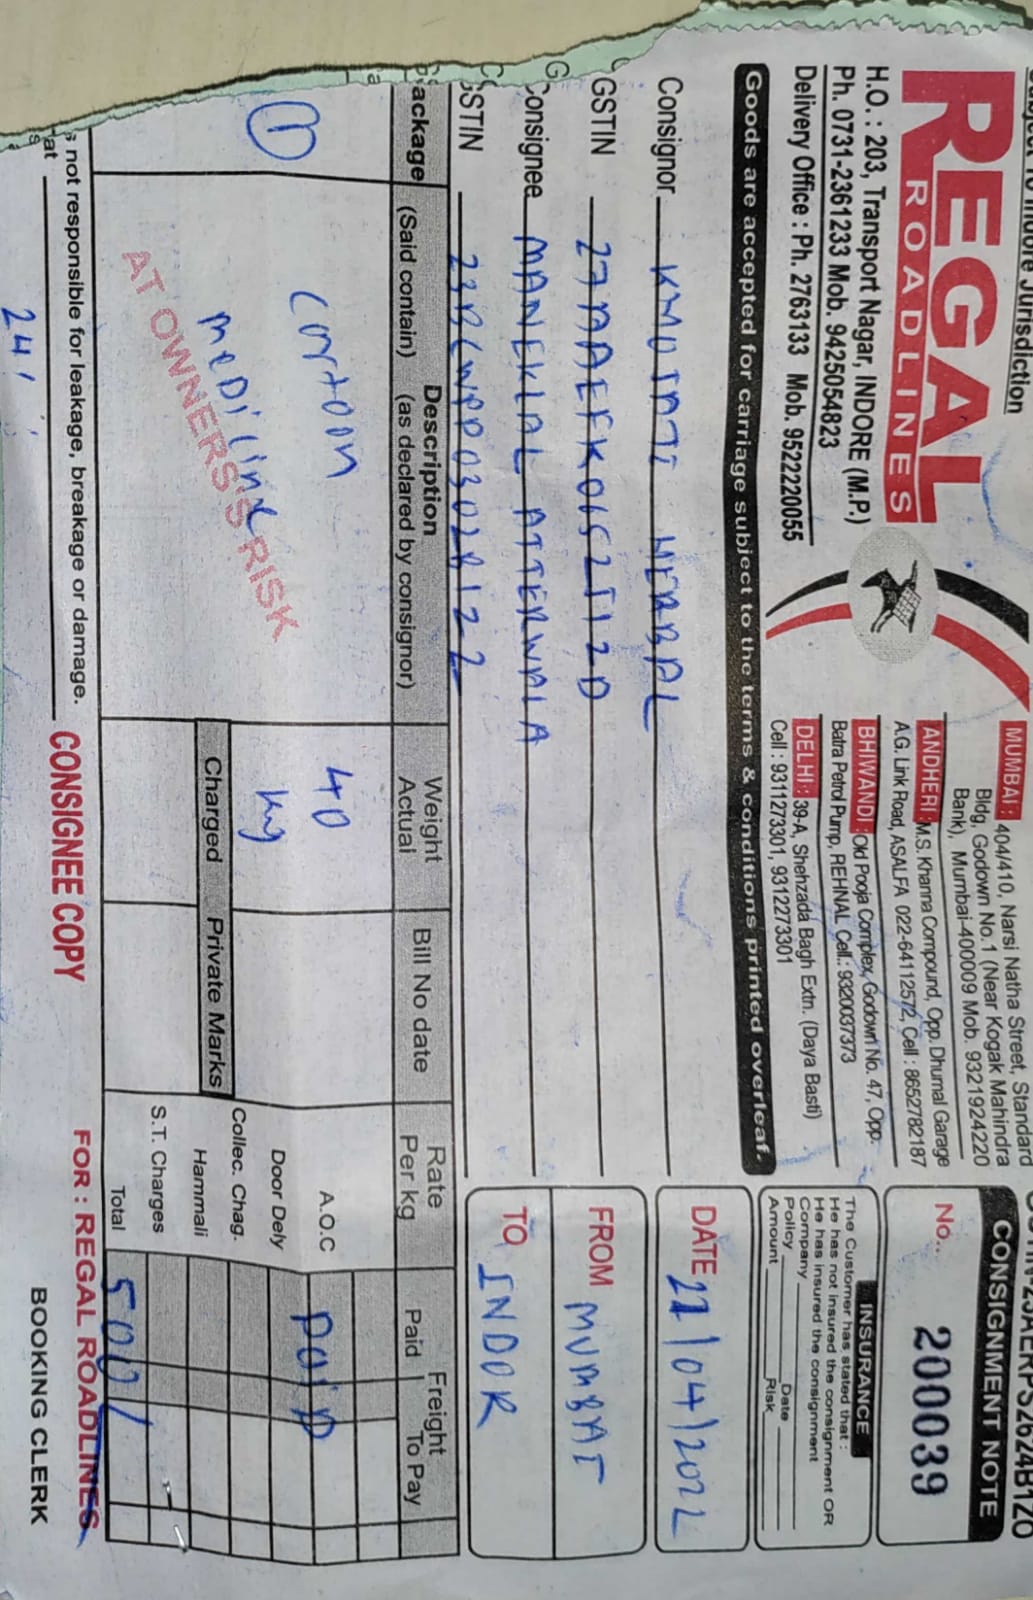 Jurisdiction
REGAL
ROADLINES
H.O. : 203, Transport Nagar, INDORE (M.P.)
Ph. 0731-2361233 Mob. 9425054823
Delivery Office : Ph. 2763133 Mob. 9522220055
MUMBAI : 404/410, Narsi Natha Street, Standard
Bldg, Godown No.1 (Near Kogak Mahindra
Bank), Mumbai-400009 Mob. 9321924220
ANDHERI : M.S. Khanna Compound, Opp. Dhumal Garage
A.G. Link Road, ASALFA 022-64112572, Cell : 8652782187
BHIWANDI : Old Pooja Complex, Godown No. 47, Opp.
Batra Petrol Pump, REHNAL Cell.: 9320037373
DELHI : 39-A, Shehzada Bagh Extn. (Daya Basti)
Cell : 9311273301, 9312273301
CONSIGNMENT NOTE
No... 200039
INSURANCE
The Customer has stated that :
He has not insured the consignment OR
He has insured the consignment
Company
Policy Date
Amount Risk
Goods are accepted for carriage subject to the terms & conditions printed overleaf.
Consignor KMOTATI HERBAL
GSTIN 27AAAEFK0652J1ZD
Consignee MANEKLAL ATTERWALA
GSTIN 23BCWPP0302B1ZZ
DATE 21/04/2022
FROM MUMBAI
TO INDOR
Package
Description
(Said contain) (as declared by consignor)
Weight
Actual
Bill No date
Rate
Per kg
Freight
Paid To Pay
1
Cortoon
medicine
AT OWNER'S RISK
40
kg
Charged Private Marks
A.O.C
Door Dely
Collec. Chag.
Hammali
S.T. Charges
Total
PaiD
500/
not responsible for leakage, breakage or damage.
at
CONSIGNEE COPY
FOR : REGAL ROADLINES
BOOKING CLERK